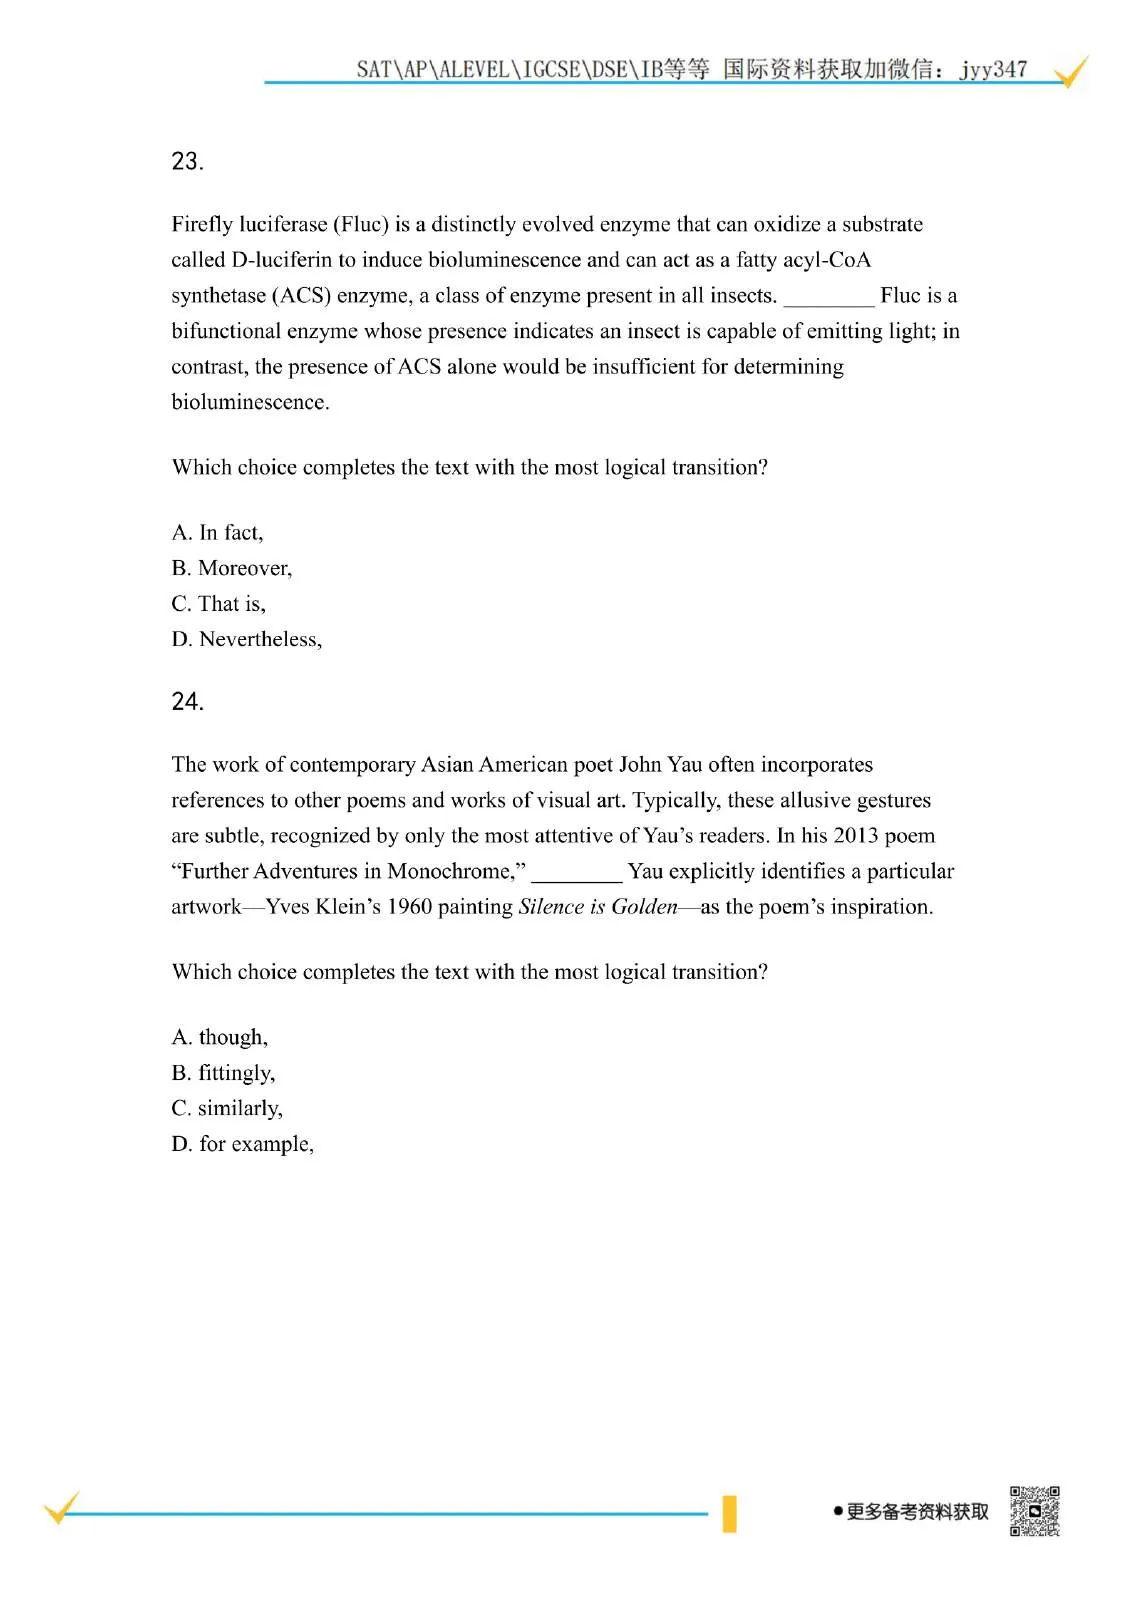 SAT\AP\ALEVEL\IGCSE\DSE\IB等等 国际资料获取加微信：jyy347
23.
Firefly luciferase (Fluc) is a distinctly evolved enzyme that can oxidize a substrate
called D-luciferin to induce bioluminescence and can act as a fatty acyl-CoA
synthetase (ACS) enzyme, a class of enzyme present in all insects. ________ Fluc is a
bifunctional enzyme whose presence indicates an insect is capable of emitting light; in
contrast, the presence of ACS alone would be insufficient for determining
bioluminescence.
Which choice completes the text with the most logical transition?
A. In fact,
B. Moreover,
C. That is,
D. Nevertheless,
24.
The work of contemporary Asian American poet John Yau often incorporates
references to other poems and works of visual art. Typically, these allusive gestures
are subtle, recognized by only the most attentive of Yau’s readers. In his 2013 poem
“Further Adventures in Monochrome,” ________ Yau explicitly identifies a particular
artwork—Yves Klein’s 1960 painting Silence is Golden—as the poem’s inspiration.
Which choice completes the text with the most logical transition?
A. though,
B. fittingly,
C. similarly,
D. for example,
●更多备考资料获取